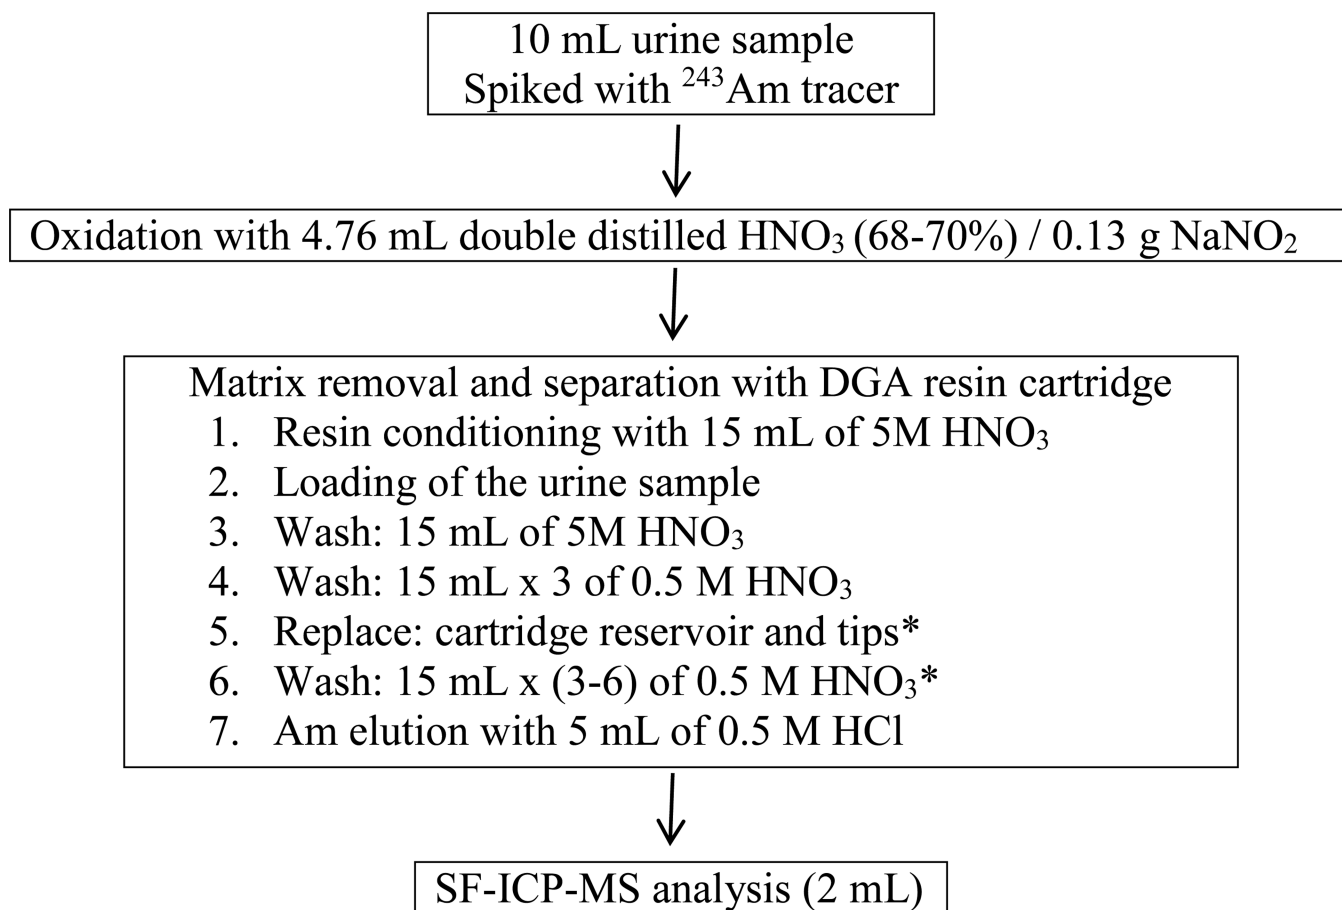 10 mL urine sample
Spiked with ²⁴³Am tracer
Oxidation with 4.76 mL double distilled HNO₃ (68-70%) / 0.13 g NaNO₂
Matrix removal and separation with DGA resin cartridge
1. Resin conditioning with 15 mL of 5M HNO₃
2. Loading of the urine sample
3. Wash: 15 mL of 5M HNO₃
4. Wash: 15 mL x 3 of 0.5 M HNO₃
5. Replace: cartridge reservoir and tips*
6. Wash: 15 mL x (3-6) of 0.5 M HNO₃*
7. Am elution with 5 mL of 0.5 M HCl
SF-ICP-MS analysis (2 mL)